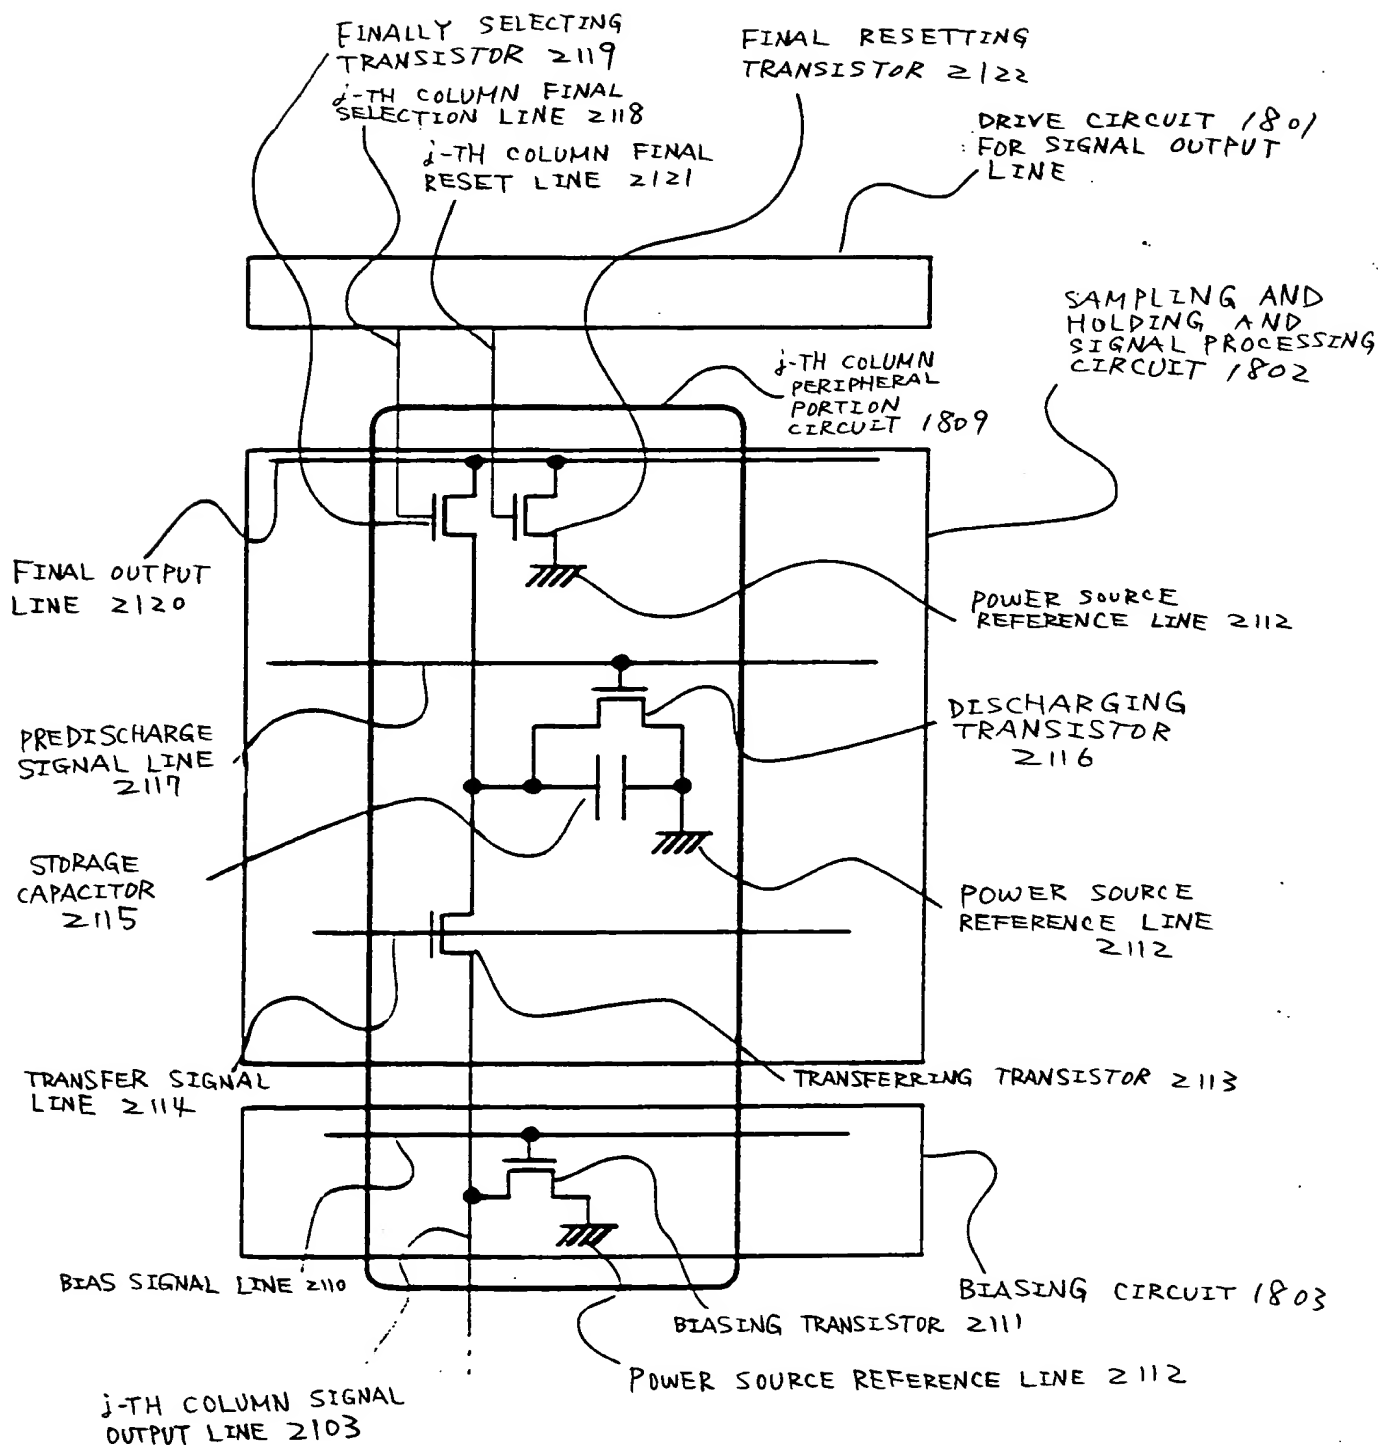 FINALLY SELECTING
TRANSISTOR 2119
j-TH COLUMN FINAL
SELECTION LINE 2118
j-TH COLUMN FINAL
RESET LINE 2121
FINAL RESETTING
TRANSISTOR 2122
DRIVE CIRCUIT 1801
FOR SIGNAL OUTPUT
LINE
SAMPLING AND
HOLDING AND
SIGNAL PROCESSING
CIRCUIT 1802
j-TH COLUMN
PERIPHERAL
PORTION
CIRCUIT 1809
FINAL OUTPUT
LINE 2120
POWER SOURCE
REFERENCE LINE 2112
PREDISCHARGE
SIGNAL LINE
2117
DISCHARGING
TRANSISTOR
2116
STORAGE
CAPACITOR
2115
POWER SOURCE
REFERENCE LINE
2112
TRANSFER SIGNAL
LINE 2114
TRANSFERRING TRANSISTOR 2113
BIAS SIGNAL LINE 2110
BIASING CIRCUIT 1803
BIASING TRANSISTOR 2111
POWER SOURCE REFERENCE LINE 2112
j-TH COLUMN SIGNAL
OUTPUT LINE 2103